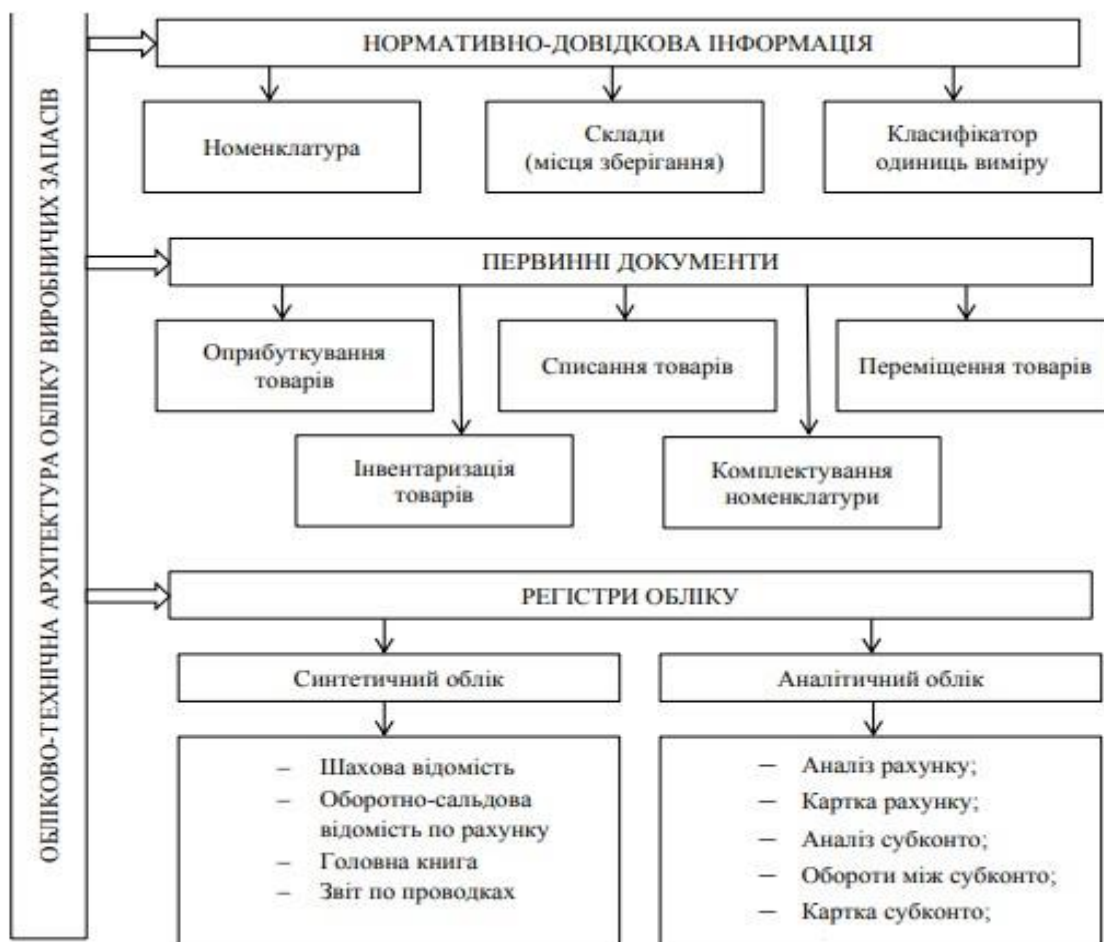 ОБЛІКОВО-ТЕХНІЧНА АРХІТЕКТУРА ОБЛІКУ ВИРОБНИЧИХ ЗАПАСІВ
НОРМАТИВНО-ДОВІДКОВА ІНФОРМАЦІЯ
Номенклатура
Склади
(місця зберігання)
Класифікатор
одиниць виміру
ПЕРВИННІ ДОКУМЕНТИ
Оприбуткування
товарів
Списання товарів
Переміщення товарів
Інвентаризація
товарів
Комплектування
номенклатури
РЕГІСТРИ ОБЛІКУ
Синтетичний облік
Аналітичний облік
– Шахова відомість
– Оборотно-сальдова
відомість по рахунку
– Головна книга
– Звіт по проводках
– Аналіз рахунку;
– Картка рахунку;
– Аналіз субконто;
– Обороти між субконто;
– Картка субконто;